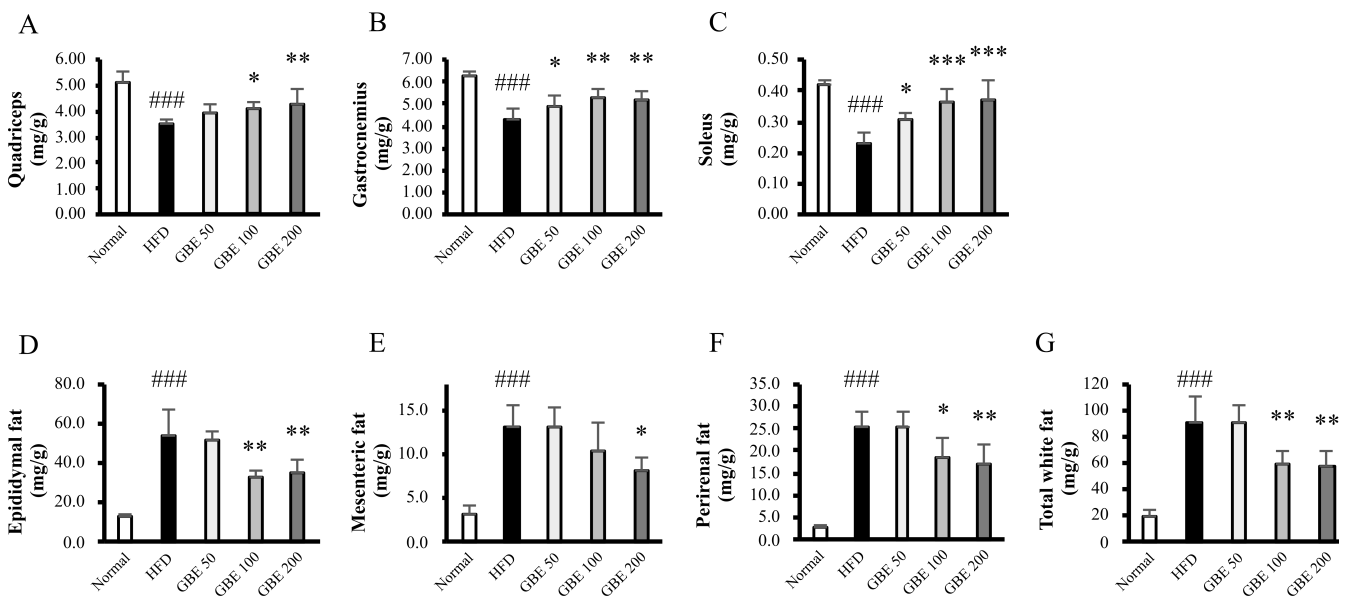 A
Quadriceps
(mg/g)
6.00
5.00
4.00
3.00
2.00
1.00
0.00
###
*
**
Normal
HFD
GBE 50
GBE 100
GBE 200
B
Gastrocnemius
(mg/g)
7.00
6.00
5.00
4.00
3.00
2.00
1.00
0.00
###
*
**
**
Normal
HFD
GBE 50
GBE 100
GBE 200
C
Soleus
(mg/g)
0.50
0.40
0.30
0.20
0.10
0.00
###
*
***
***
Normal
HFD
GBE 50
GBE 100
GBE 200
D
Epididymal fat
(mg/g)
80.0
60.0
40.0
20.0
0.0
###
**
**
Normal
HFD
GBE 50
GBE 100
GBE 200
E
Mesenteric fat
(mg/g)
15.0
10.0
5.0
0.0
###
*
Normal
HFD
GBE 50
GBE 100
GBE 200
F
Perirenal fat
(mg/g)
35.0
30.0
25.0
20.0
15.0
10.0
5.0
0.0
###
*
**
Normal
HFD
GBE 50
GBE 100
GBE 200
G
Total white fat
(mg/g)
120
100
80
60
40
20
0
###
**
**
Normal
HFD
GBE 50
GBE 100
GBE 200